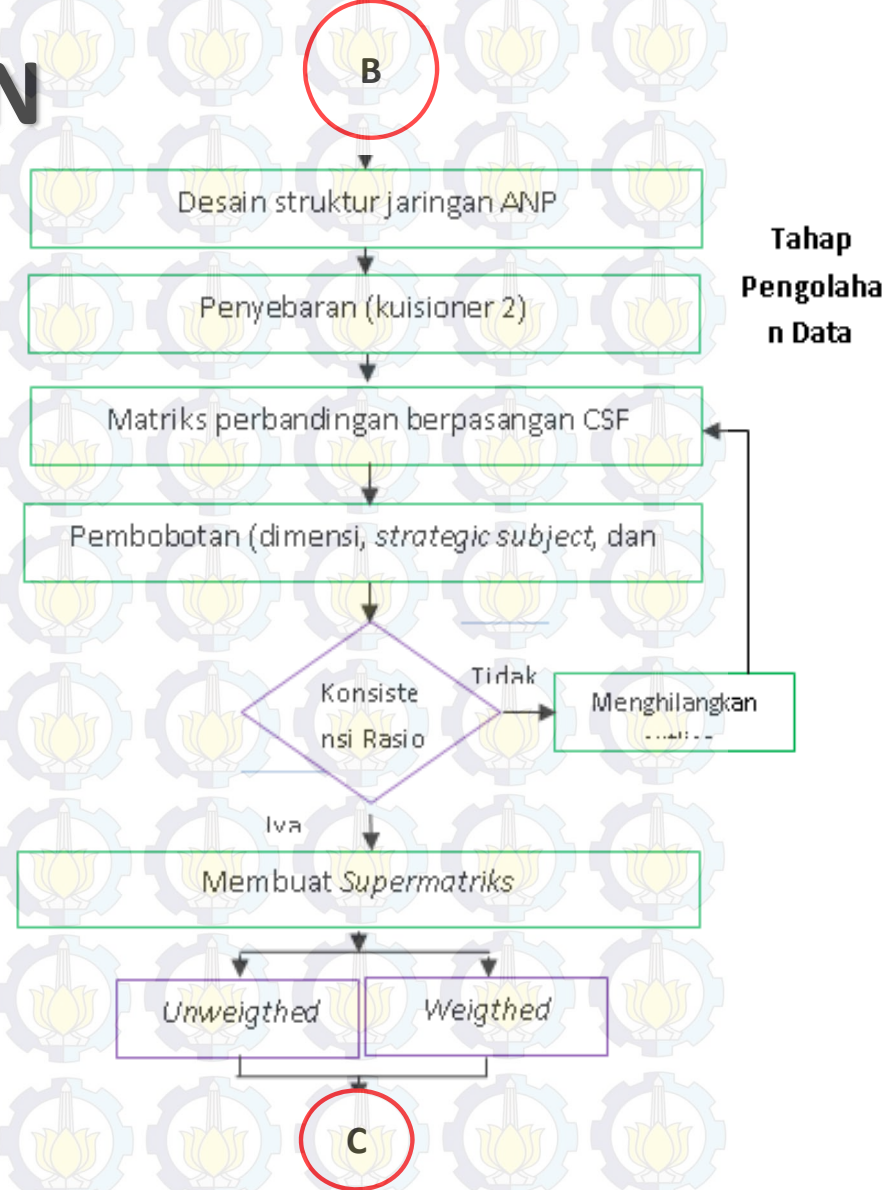 N
B
Desain struktur jaringan ANP
Tahap
Pengolaha
n Data
Penyebaran (kuisioner 2)
Matriks perbandingan berpasangan CSF
Pembobotan (dimensi, strategic subject, dan
Tidak
Konsiste
nsi Rasio
Menghilangkan
Iya
Membuat Supermatriks
Unweigthed
Weigthed
C